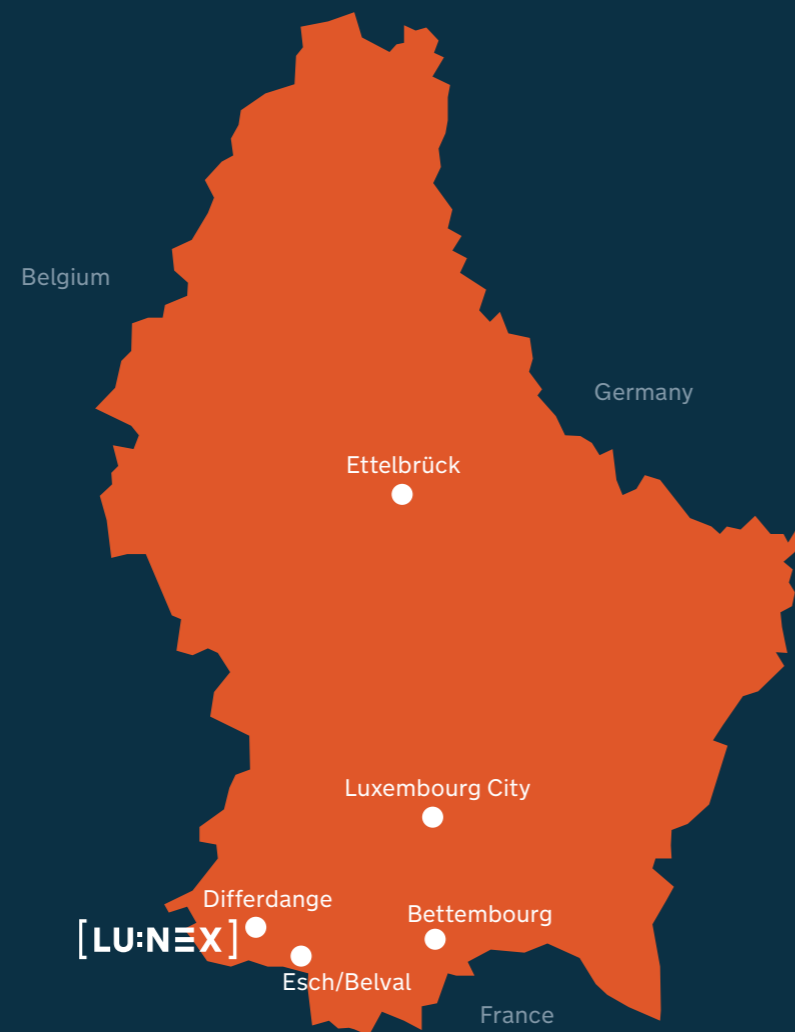 Belgium
Germany
Ettelbrück
Luxembourg City
Differdange
Bettembourg
[LU:NEX]
Esch/Belval
France